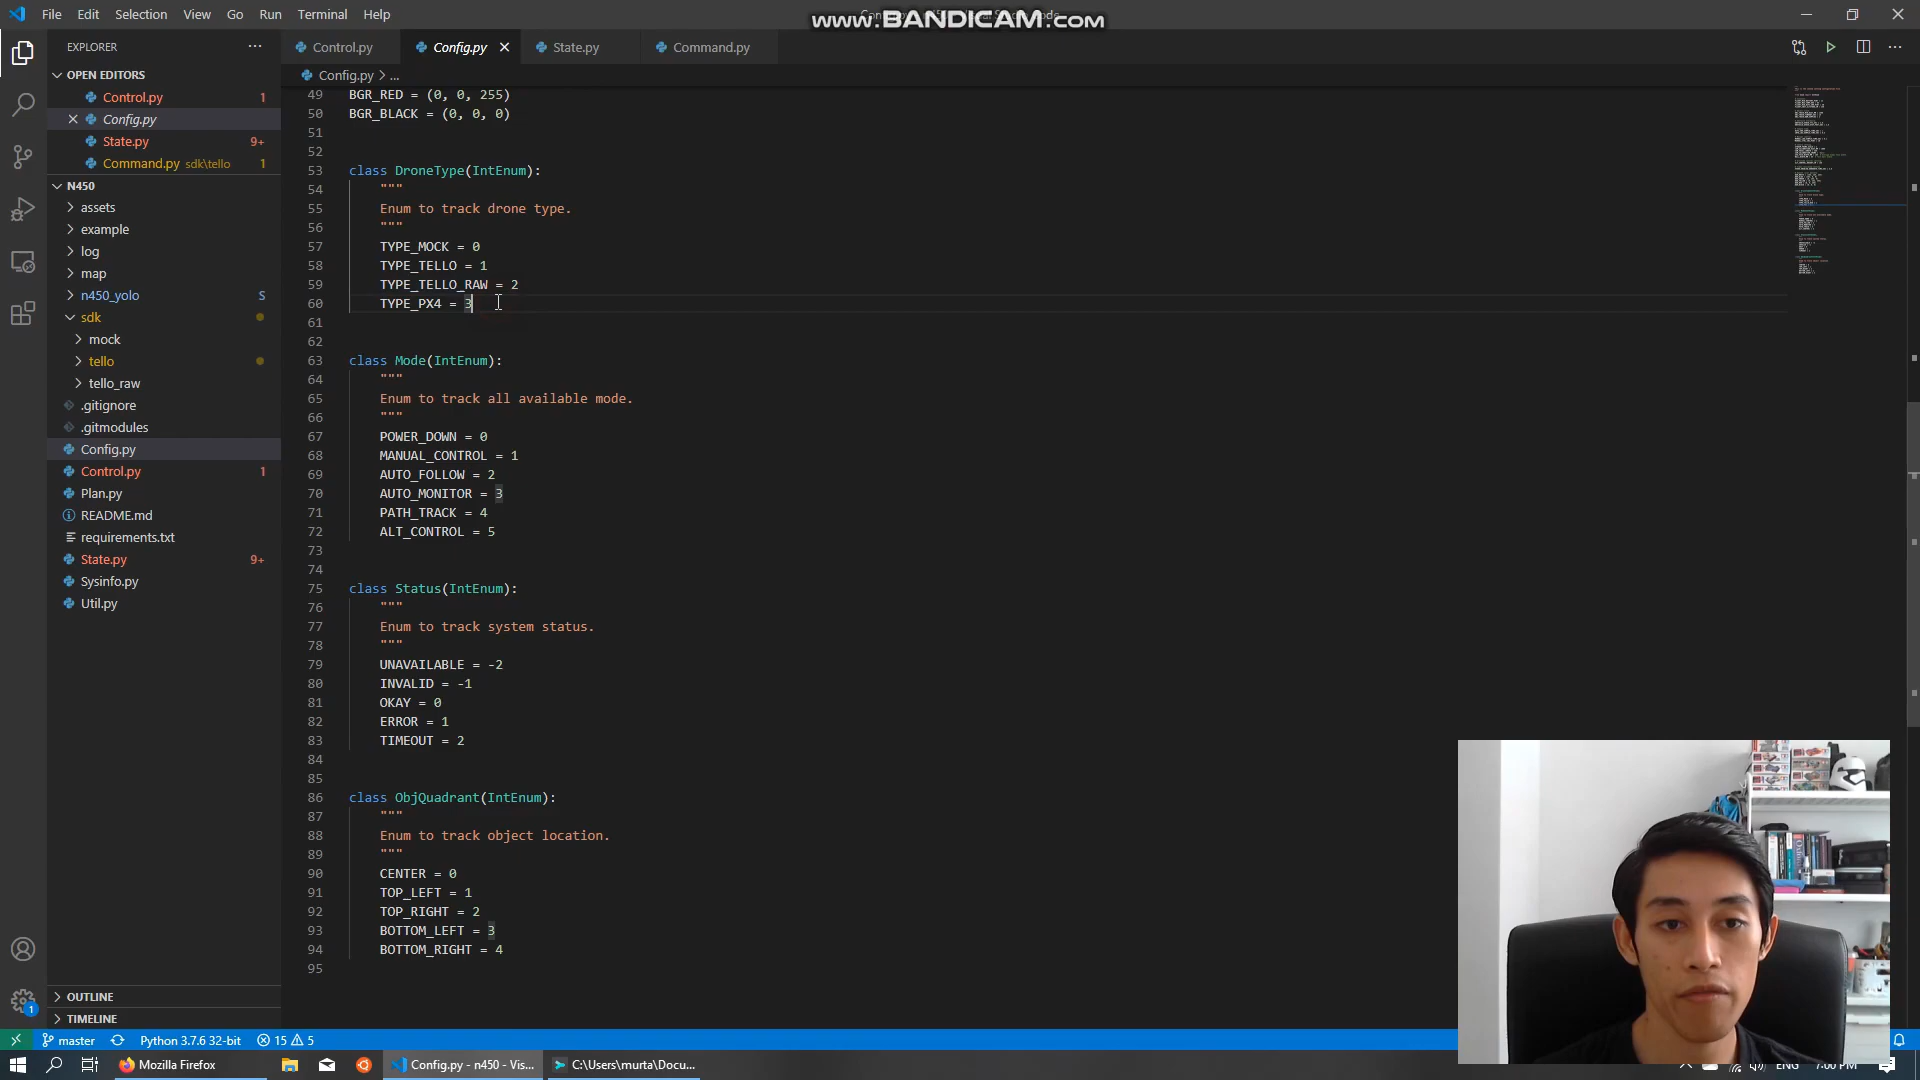 File Edit Selection View Go Run Terminal Help
www.BANDICAM.com
EXPLORER
OPEN EDITORS
Control.py 1
Config.py
State.py 9+
Command.py sdk\tello 1
N450
assets
example
log
map
n450_yolo S
sdk
mock
tello
tello_raw
.gitignore
.gitmodules
Config.py
Control.py 1
Plan.py
README.md
requirements.txt
State.py 9+
Sysinfo.py
Util.py
OUTLINE
TIMELINE
Control.py Config.py State.py Command.py
Config.py > ...
49 BGR_RED = (0, 0, 255)
50 BGR_BLACK = (0, 0, 0)
51
52
53 class DroneType(IntEnum):
54 """
55 Enum to track drone type.
56 """
57 TYPE_MOCK = 0
58 TYPE_TELLO = 1
59 TYPE_TELLO_RAW = 2
60 TYPE_PX4 = 3
61
62
63 class Mode(IntEnum):
64 """
65 Enum to track all available mode.
66 """
67 POWER_DOWN = 0
68 MANUAL_CONTROL = 1
69 AUTO_FOLLOW = 2
70 AUTO_MONITOR = 3
71 PATH_TRACK = 4
72 ALT_CONTROL = 5
73
74
75 class Status(IntEnum):
76 """
77 Enum to track system status.
78 """
79 UNAVAILABLE = -2
80 INVALID = -1
81 OKAY = 0
82 ERROR = 1
83 TIMEOUT = 2
84
85
86 class ObjQuadrant(IntEnum):
87 """
88 Enum to track object location.
89 """
90 CENTER = 0
91 TOP_LEFT = 1
92 TOP_RIGHT = 2
93 BOTTOM_LEFT = 3
94 BOTTOM_RIGHT = 4
95
1
master Python 3.7.6 32-bit 15 5
Mozilla Firefox Config.py - n450 - Vis... C:\Users\murta\Docu... ENG 7:00 PM